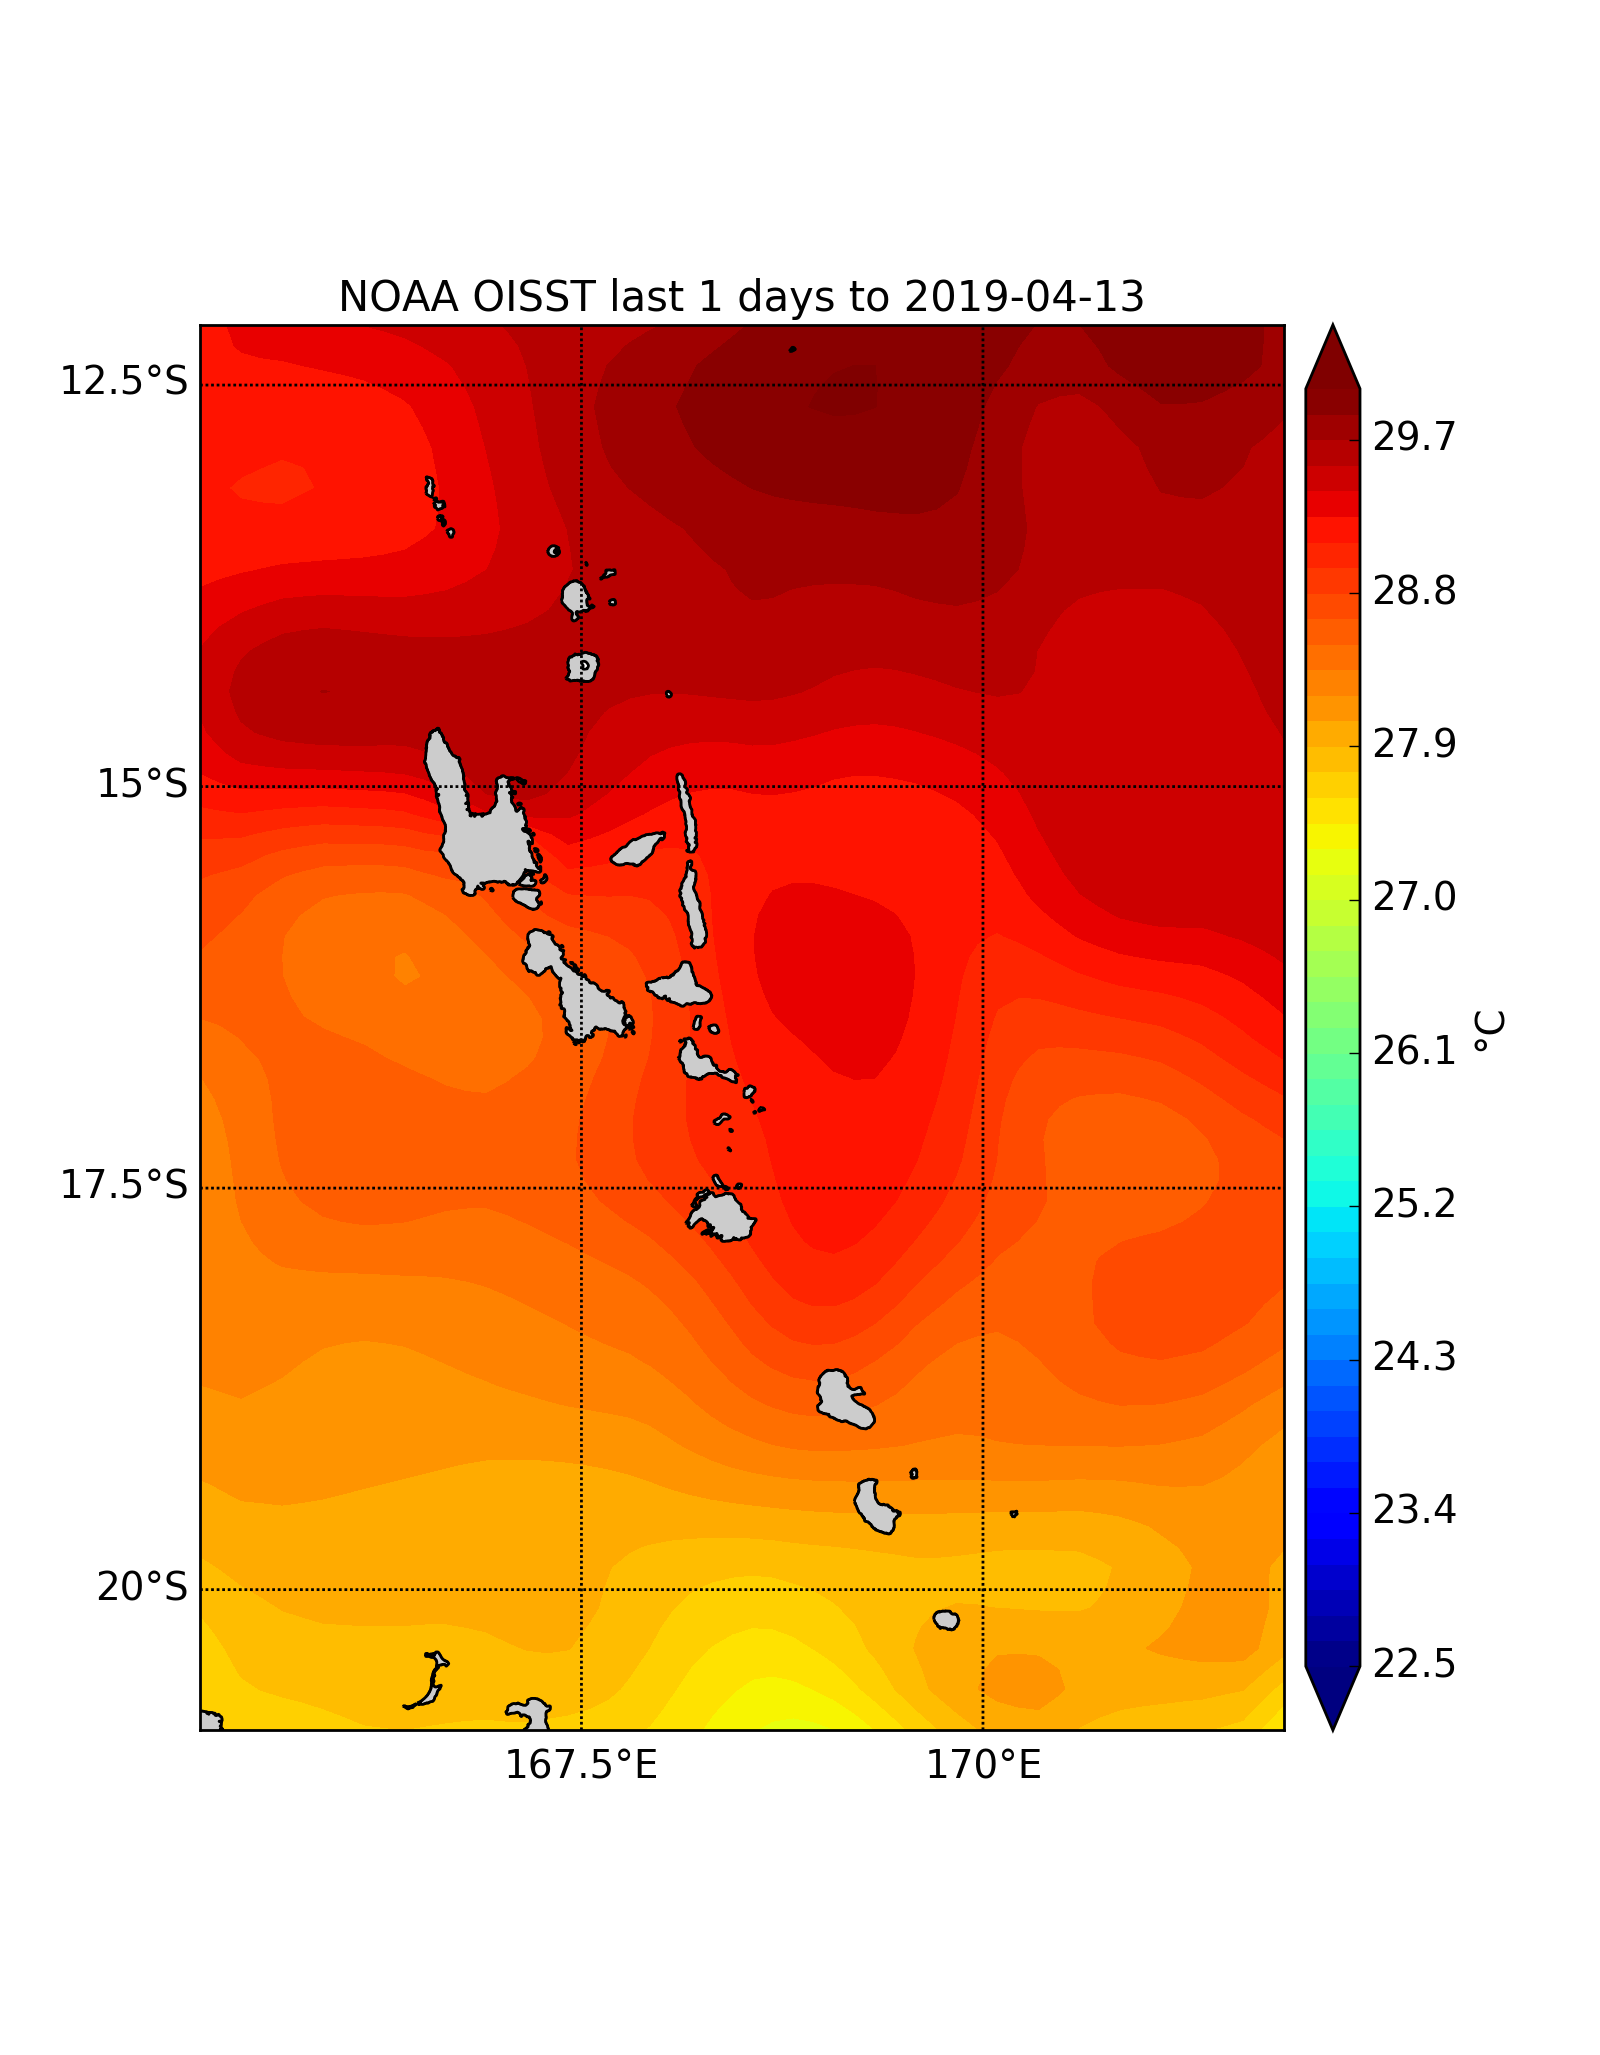 NOAA OISST last 1 days to 2019-04-13
12.5°S
15°S
17.5°S
20°S
167.5°E
170°E
29.7
28.8
27.9
27.0
26.1
25.2
24.3
23.4
22.5
°C